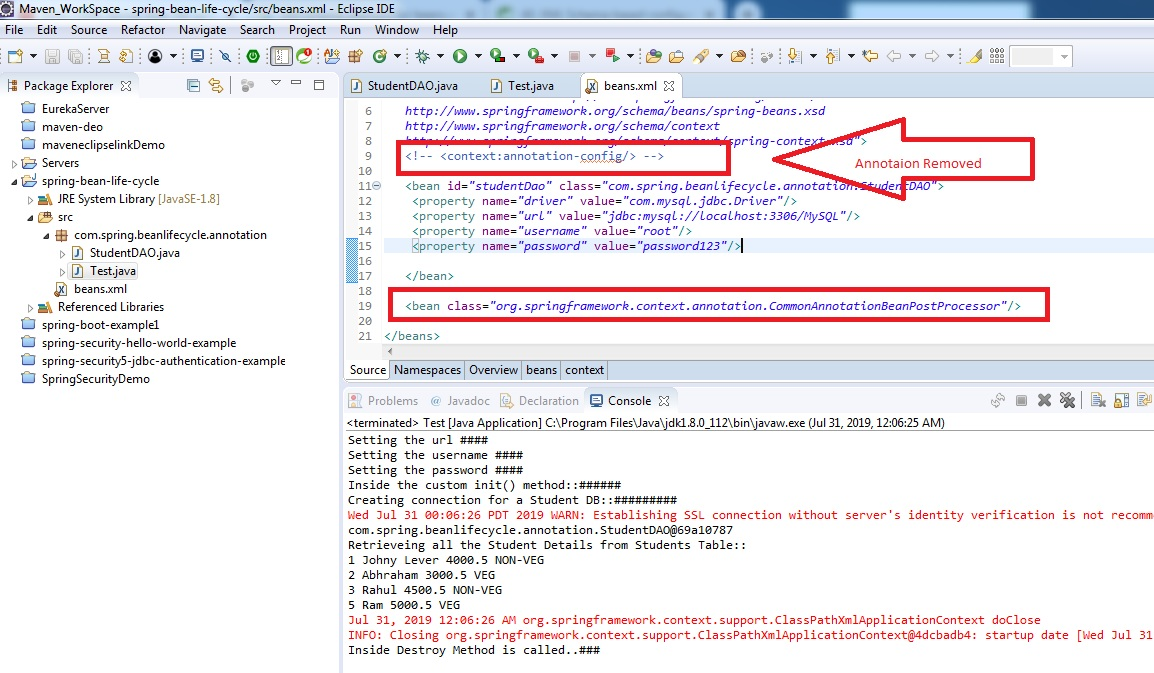 Maven_WorkSpace - spring-bean-life-cycle/src/beans.xml - Eclipse IDE
File Edit Source Refactor Navigate Search Project Run Window Help
Package Explorer
EurekaServer
maven-deo
maveneclipselinkDemo
Servers
spring-bean-life-cycle
JRE System Library [JavaSE-1.8]
src
com.spring.beanlifecycle.annotation
StudentDAO.java
Test.java
beans.xml
Referenced Libraries
spring-boot-example1
spring-security-hello-world-example
spring-security5-jdbc-authentication-example
SpringSecurityDemo
StudentDAO.java Test.java beans.xml
6 http://www.springframework.org/schema/beans/spring-beans.xsd
7 http://www.springframework.org/schema/context
8 http://www.springframework.org/schema/context/spring-context.xsd">
9 <!-- <context:annotation-config/> -->
Annotaion Removed
10
11 <bean id="studentDao" class="com.spring.beanlifecycle.annotation.StudentDAO">
12 <property name="driver" value="com.mysql.jdbc.Driver"/>
13 <property name="url" value="jdbc:mysql://localhost:3306/MySQL"/>
14 <property name="username" value="root"/>
15 <property name="password" value="password123"/>
16
17 </bean>
18
19 <bean class="org.springframework.context.annotation.CommonAnnotationBeanPostProcessor"/>
20
21 </beans>
Source Namespaces Overview beans context
Problems @ Javadoc Declaration Console
<terminated> Test [Java Application] C:\Program Files\Java\jdk1.8.0_112\bin\javaw.exe (Jul 31, 2019, 12:06:25 AM)
Setting the url ####
Setting the username ####
Setting the password ####
Inside the custom init() method::######
Creating connection for a Student DB::#########
Wed Jul 31 00:06:26 PDT 2019 WARN: Establishing SSL connection without server's identity verification is not recomm
com.spring.beanlifecycle.annotation.StudentDAO@69a10787
Retrieveing all the Student Details from Students Table::
1 Johny Lever 4000.5 NON-VEG
2 Abhraham 3000.5 VEG
3 Rahul 4500.5 NON-VEG
5 Ram 5000.5 VEG
Jul 31, 2019 12:06:26 AM org.springframework.context.support.ClassPathXmlApplicationContext doClose
INFO: Closing org.springframework.context.support.ClassPathXmlApplicationContext@4dcbadb4: startup date [Wed Jul 31
Inside Destroy Method is called..###